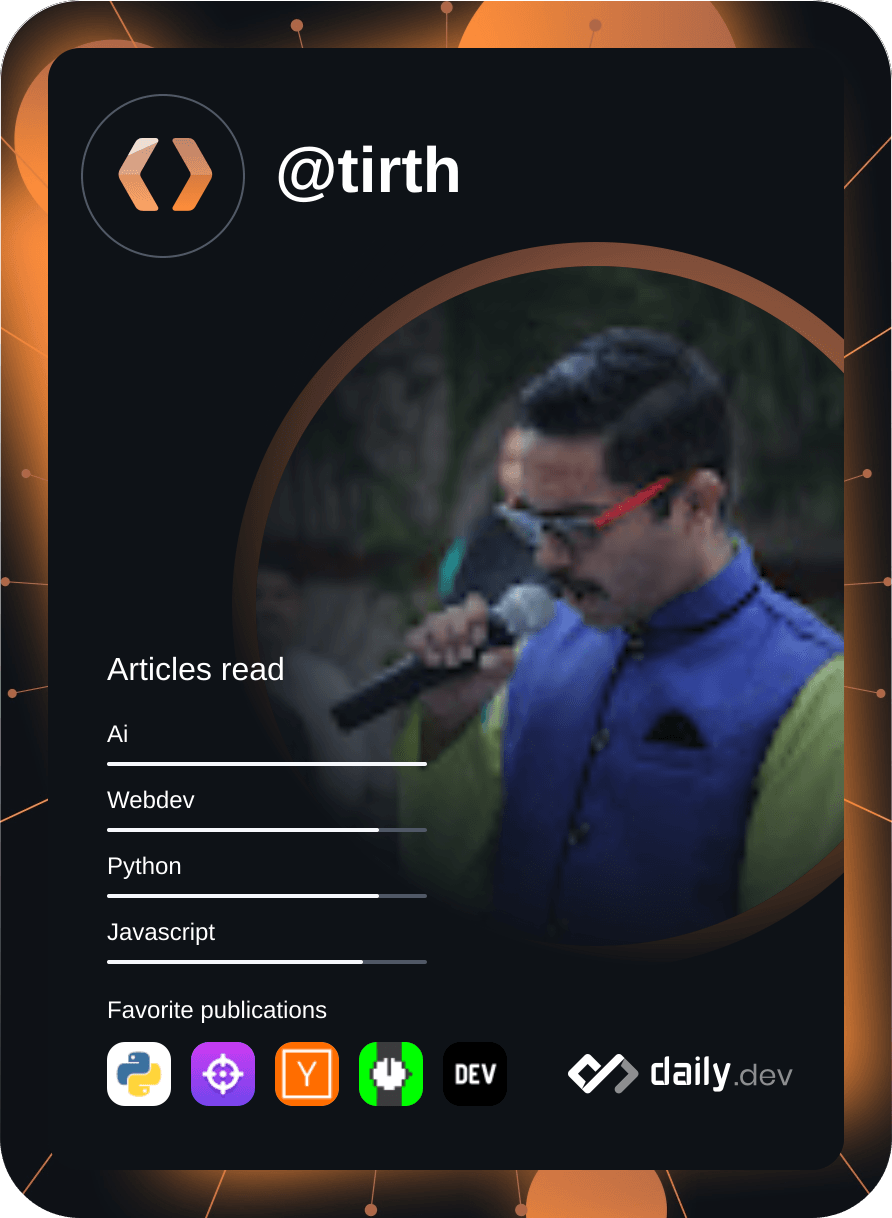 @tirth
Articles read
Ai
Webdev
Python
Javascript
Favorite publications
Y
DEV
daily.dev